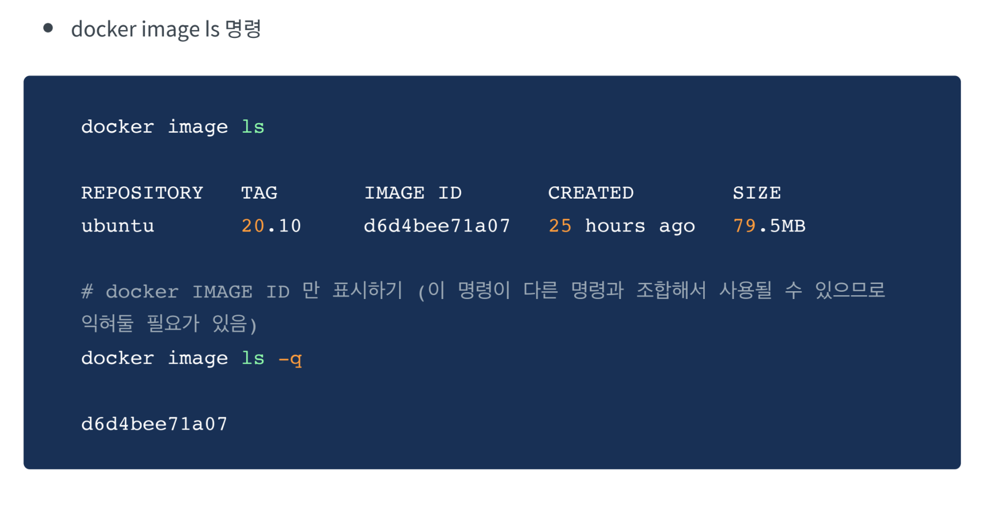 • docker image ls 명령
docker image ls
REPOSITORY TAG IMAGE ID CREATED SIZE
ubuntu 20.10 d6d4bee71a07 25 hours ago 79.5MB
# docker IMAGE ID 만 표시하기 (이 명령이 다른 명령과 조합해서 사용될 수 있으므로
익혀둘 필요가 있음)
docker image ls -q
d6d4bee71a07